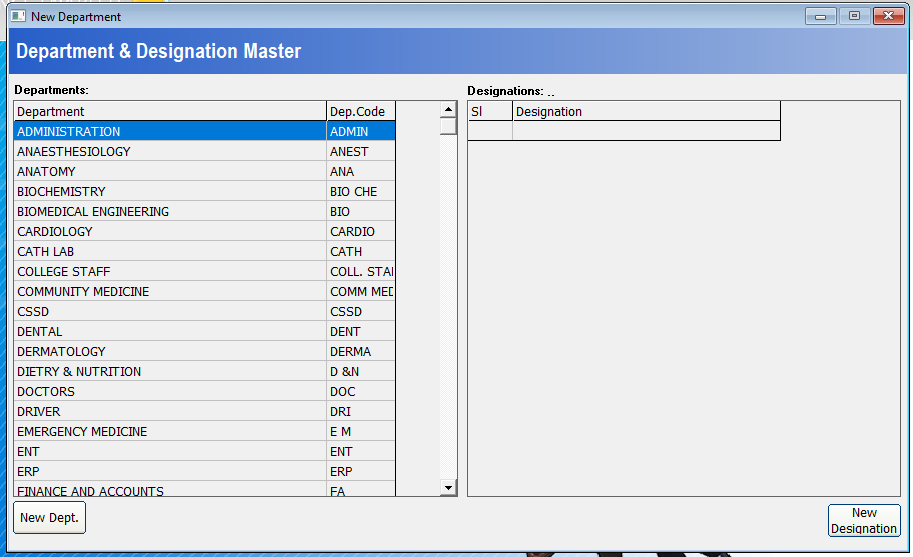 New Department
Department & Designation Master
Departments:
Department Dep.Code
ADMINISTRATION ADMIN
ANAESTHESIOLOGY ANEST
ANATOMY ANA
BIOCHEMISTRY BIO CHE
BIOMEDICAL ENGINEERING BIO
CARDIOLOGY CARDIO
CATH LAB CATH
COLLEGE STAFF COLL. STA
COMMUNITY MEDICINE COMM MED
CSSD CSSD
DENTAL DENT
DERMATOLOGY DERMA
DIETRY & NUTRITION D &N
DOCTORS DOC
DRIVER DRI
EMERGENCY MEDICINE E M
ENT ENT
ERP ERP
FINANCE AND ACCOUNTS FA
New Dept.
Designations: ..
Sl Designation
New
Designation